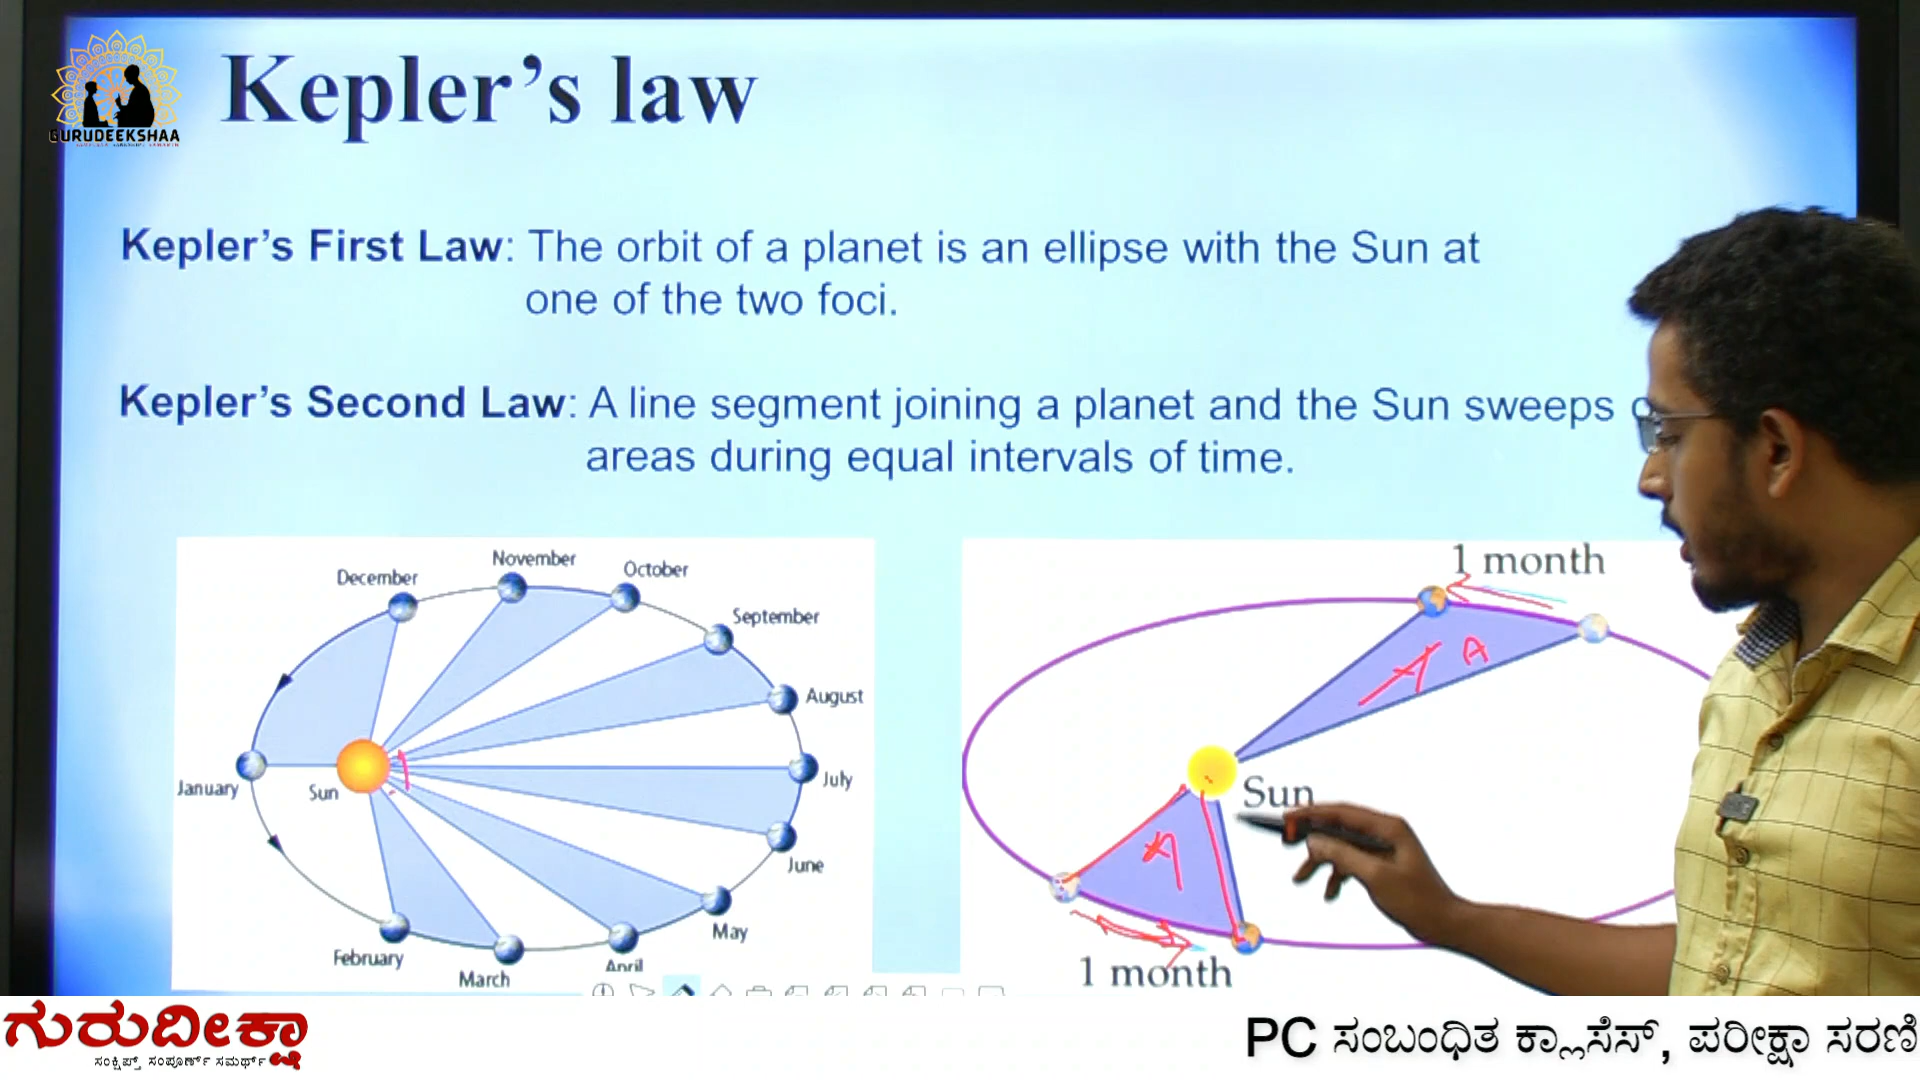 GURUDEEKSHAA
Kepler's law
Kepler's First Law: The orbit of a planet is an ellipse with the Sun at
one of the two foci.
Kepler's Second Law: A line segment joining a planet and the Sun sweeps
areas during equal intervals of time.
November
October
December
September
August
January
Sun
July
June
May
February
March
April
1 month
A A
Sun
A
1 month
ಗುರುದೀಕ್ಷಾ
ಸಂಕ್ಷಿಪ್ತ್ ಸಂಪೂರ್ಣ್ ಸಮರ್ಥ್
PC ಸಂಬಂಧಿತ ಕ್ಲಾಸೆಸ್, ಪರೀಕ್ಷಾ ಸರಣಿ